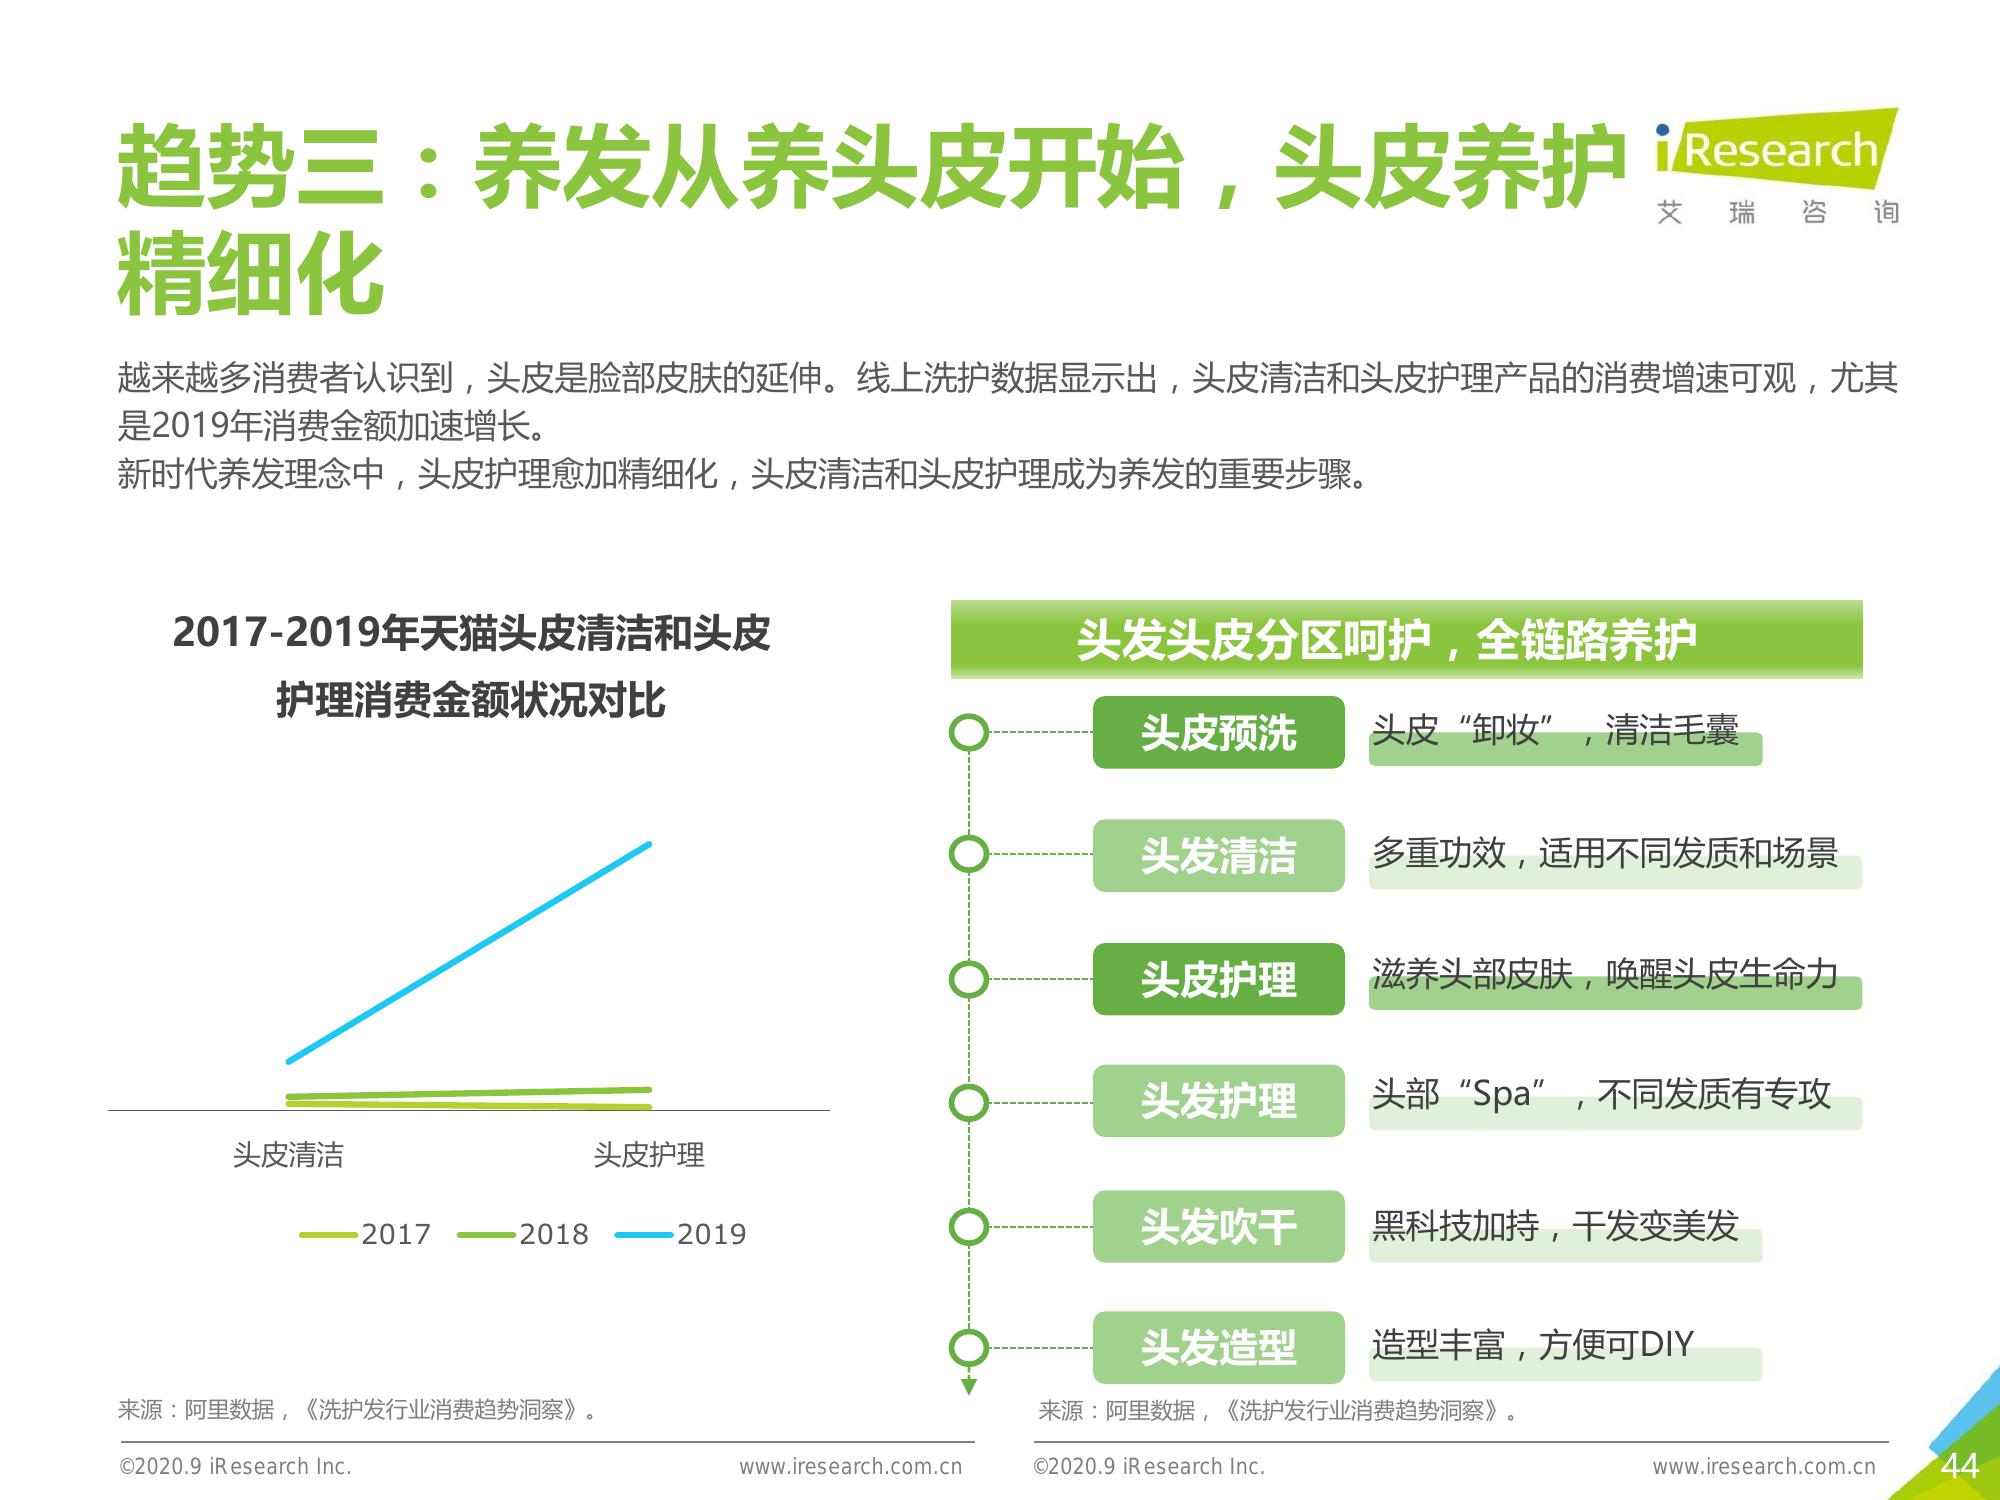 趋势三：养发从养头皮开始，头皮养护
精细化
iResearch
艾瑞咨询
越来越多消费者认识到，头皮是脸部皮肤的延伸。线上洗护数据显示出，头皮清洁和头皮护理产品的消费增速可观，尤其
是2019年消费金额加速增长。
新时代养发理念中，头皮护理愈加精细化，头皮清洁和头皮护理成为养发的重要步骤。
2017-2019年天猫头皮清洁和头皮
护理消费金额状况对比
头皮清洁 头皮护理
2017 2018 2019
来源：阿里数据，《洗护发行业消费趋势洞察》。
头发头皮分区呵护，全链路养护
头皮预洗 头皮“卸妆”，清洁毛囊
头发清洁 多重功效，适用不同发质和场景
头皮护理 滋养头部皮肤，唤醒头皮生命力
头发护理 头部“Spa”，不同发质有专攻
头发吹干 黑科技加持，干发变美发
头发造型 造型丰富，方便可DIY
来源：阿里数据，《洗护发行业消费趋势洞察》。
©2020.9 iResearch Inc. www.iresearch.com.cn
©2020.9 iResearch Inc. www.iresearch.com.cn
44